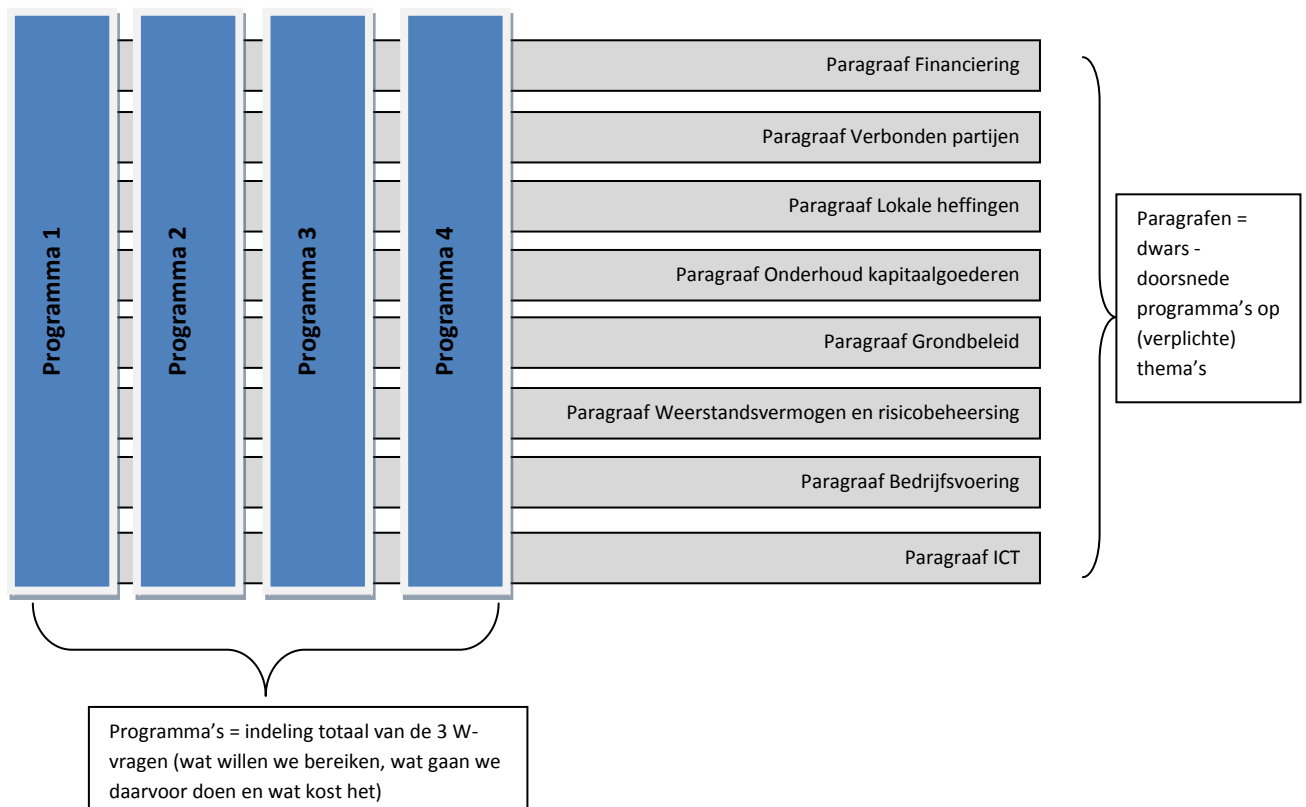 Programma 1
Programma 2
Programma 3
Programma 4
Paragraaf Financiering
Paragraaf Verbonden partijen
Paragraaf Lokale heffingen
Paragraaf Onderhoud kapitaalgoederen
Paragraaf Grondbeleid
Paragraaf Weerstandsvermogen en risicobeheersing
Paragraaf Bedrijfsvoering
Paragraaf ICT
Paragrafen =
dwars -
doorsnede
programma’s op
(verplichte)
thema’s
Programma’s = indeling totaal van de 3 W-
vragen (wat willen we bereiken, wat gaan we
daarvoor doen en wat kost het)